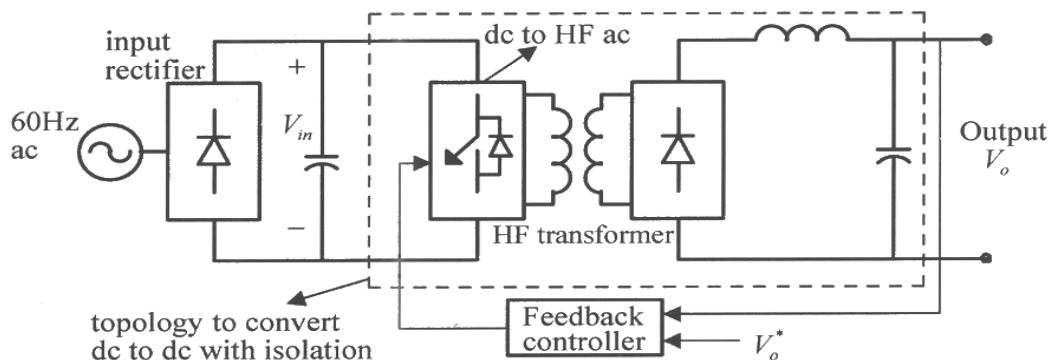 input
rectifier
dc to HF ac
60Hz
ac
+
V_in
−
Output
V_o
HF transformer
topology to convert
dc to dc with isolation
Feedback
controller
V_o^*